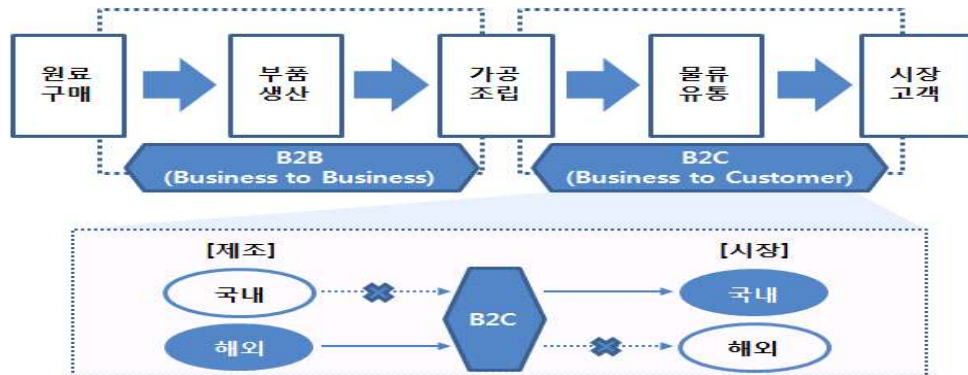 원료
구매
부품
생산
가공
조립
물류
유통
시장
고객
B2B
(Business to Business)
B2C
(Business to Customer)
[제조]
[시장]
국내
B2C
국내
해외
해외